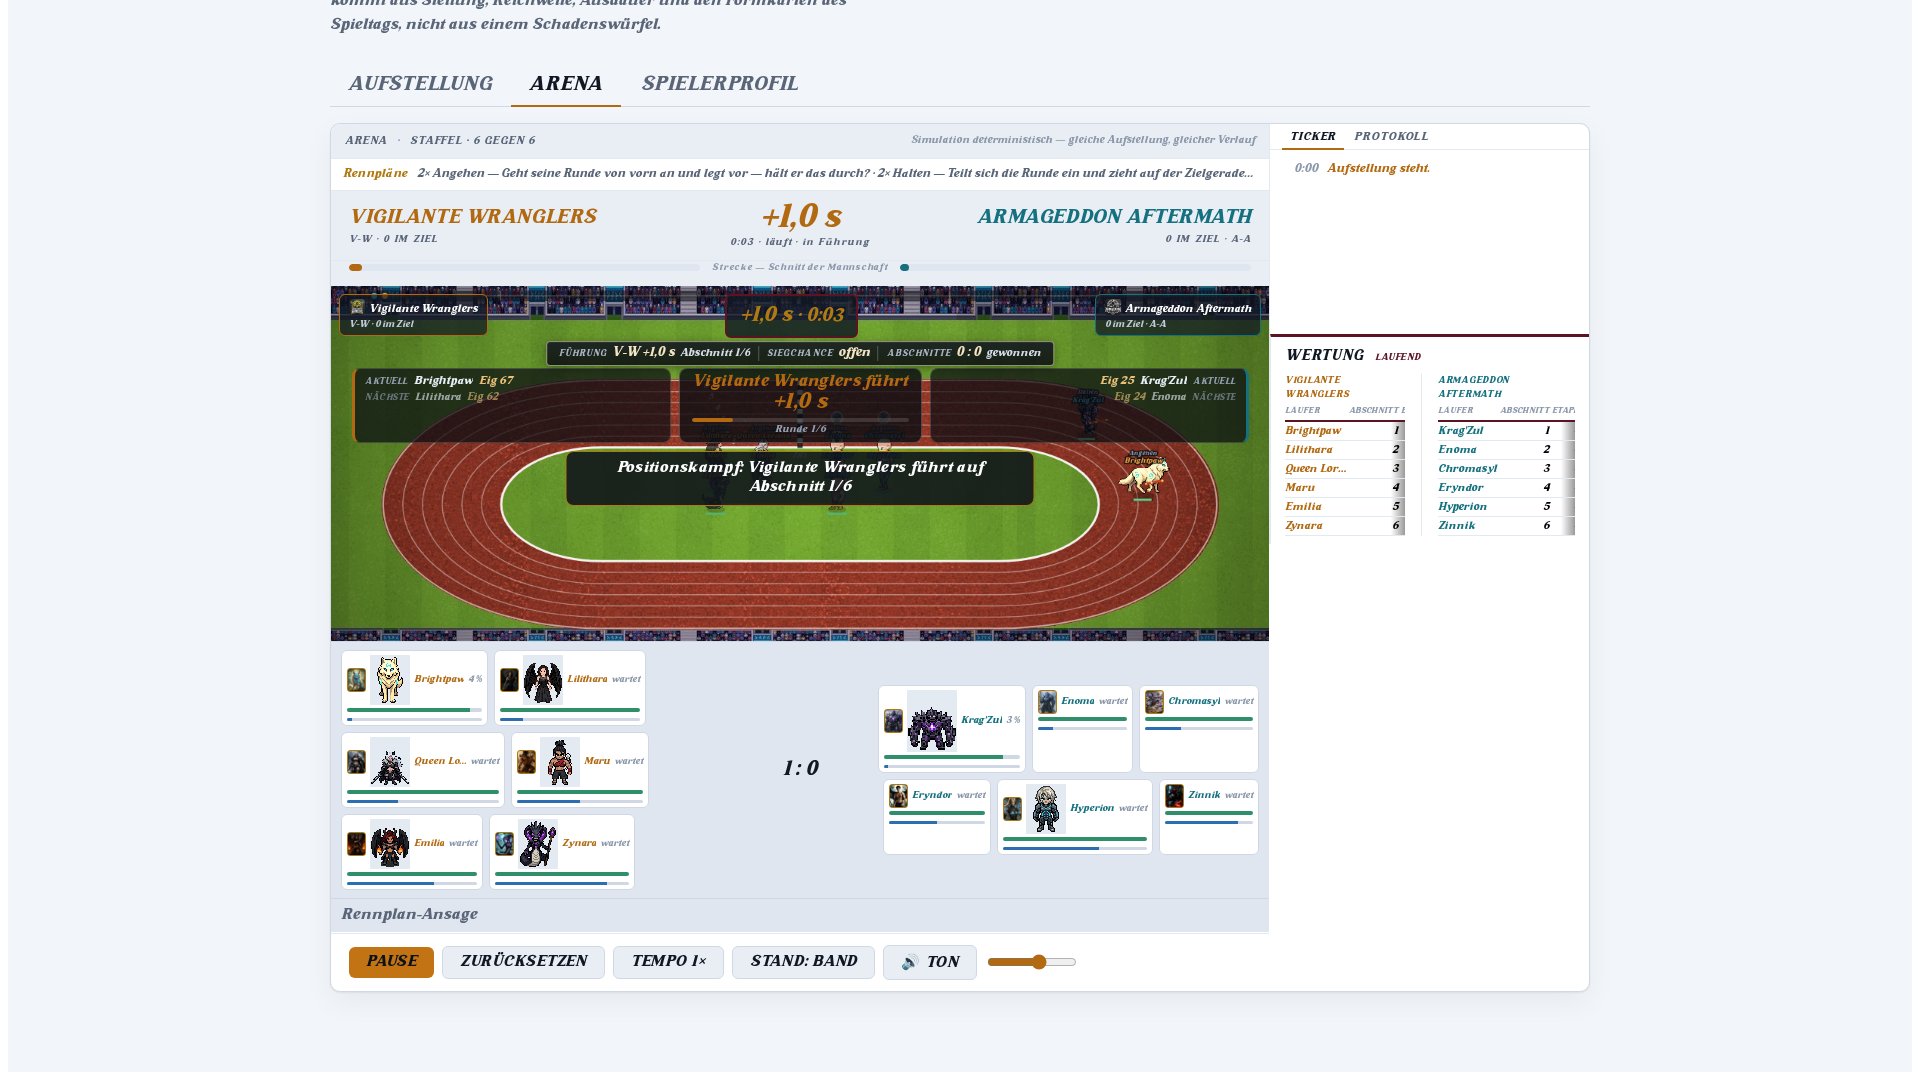 Spieltags, nicht aus einem Schadenswürfel.
AUFSTELLUNG ARENA SPIELERPROFIL
ARENA · STAFFEL · 6 GEGEN 6
Simulation deterministisch — gleiche Aufstellung, gleicher Verlauf
Rennpläne 2× Angehen — Geht seine Runde von vorn an und legt vor — hält er das durch? · 2× Halten — Teilt sich die Runde ein und zieht auf der Zielgerade...
VIGILANTE WRANGLERS
V-W · 0 IM ZIEL
+1,0 s
0:03 · läuft · in Führung
ARMAGEDDON AFTERMATH
0 IM ZIEL · A-A
Strecke — Schnitt der Mannschaft
Vigilante Wranglers
V-W · 0 im Ziel
+1,0 s · 0:03
Armageddon Aftermath
0 im Ziel · A-A
FÜHRUNG V-W +1,0 s Abschnitt 1/6 | SIEGCHANCE offen | ABSCHNITTE 0 : 0 gewonnen
AKTUELL Brightpaw Eig 67
NÄCHSTE Lilithara Eig 62
Vigilante Wranglers führt
+1,0 s
Runde 1/6
Eig 25 Krag'Zul AKTUELL
Eig 24 Enoma NÄCHSTE
Krag'Zul
Positionskampf: Vigilante Wranglers führt auf
Abschnitt 1/6
Angehen
Brightpaw
Brightpaw 4%
Lilithara wartet
Queen Lo... wartet
Maru wartet
Emilia wartet
Zynara wartet
1 : 0
Krag'Zul 3%
Enoma wartet
Chromasyl wartet
Eryndor wartet
Hyperion wartet
Zinnik wartet
Rennplan-Ansage
PAUSE ZURÜCKSETZEN TEMPO 1× STAND: BAND 🔊 TON
TICKER PROTOKOLL
0:00 Aufstellung steht.
WERTUNG LAUFEND
VIGILANTE
WRANGLERS
LÄUFER ABSCHNITT E
Brightpaw 1
Lilithara 2
Queen Lor... 3
Maru 4
Emilia 5
Zynara 6
ARMAGEDDON
AFTERMATH
LÄUFER ABSCHNITT ETAP
Krag'Zul 1
Enoma 2
Chromasyl 3
Eryndor 4
Hyperion 5
Zinnik 6